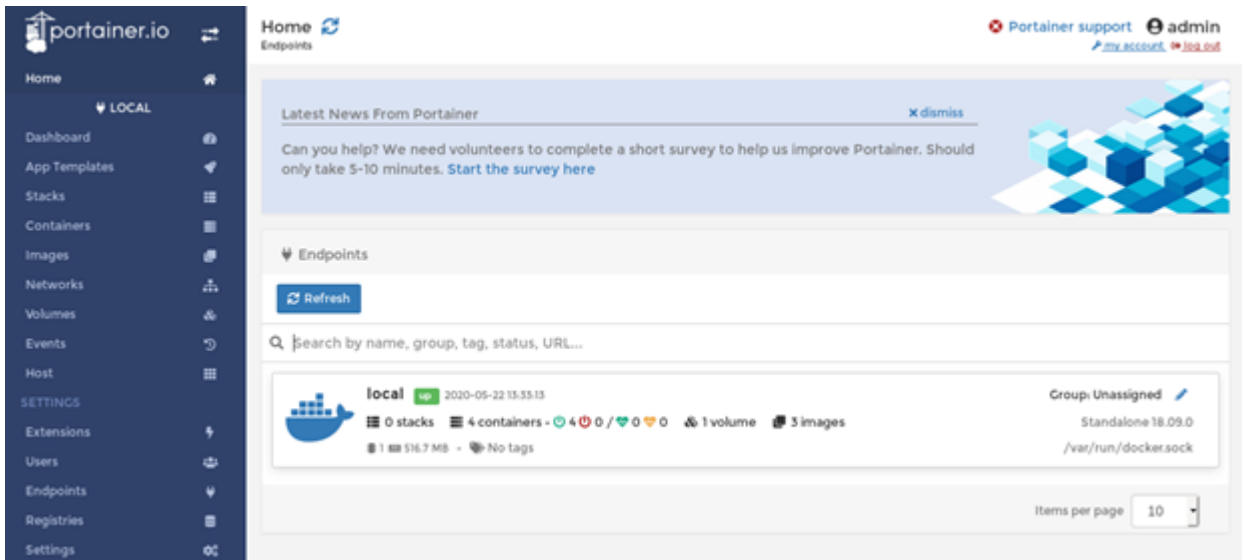 portainer.io
Home
LOCAL
Dashboard
App Templates
Stacks
Containers
Images
Networks
Volumes
Events
Host
SETTINGS
Extensions
Users
Endpoints
Registries
Settings
Home
Endpoints
Portainer support admin
my account log out
Latest News From Portainer
dismiss
Can you help? We need volunteers to complete a short survey to help us improve Portainer. Should
only take 5-10 minutes. Start the survey here
Endpoints
Refresh
Search by name, group, tag, status, URL...
local up 2020-05-22 13:33:13
0 stacks 4 containers - 4 0 / 0 0 1 volume 3 images
1 516.7 MB - No tags
Group: Unassigned
Standalone 18.09.0
/var/run/docker.sock
Items per page 10